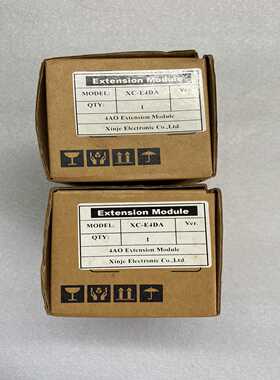 Extension Module
MODEL: XC-E4DA Ver.
QTY: 1
4AO Extension Module
Xinje Electronic Co.,Ltd
Extension Module
MODEL: XC-E4DA Ver.
QTY: 1
4AO Extension Module
Xinje Electronic Co.,Ltd.